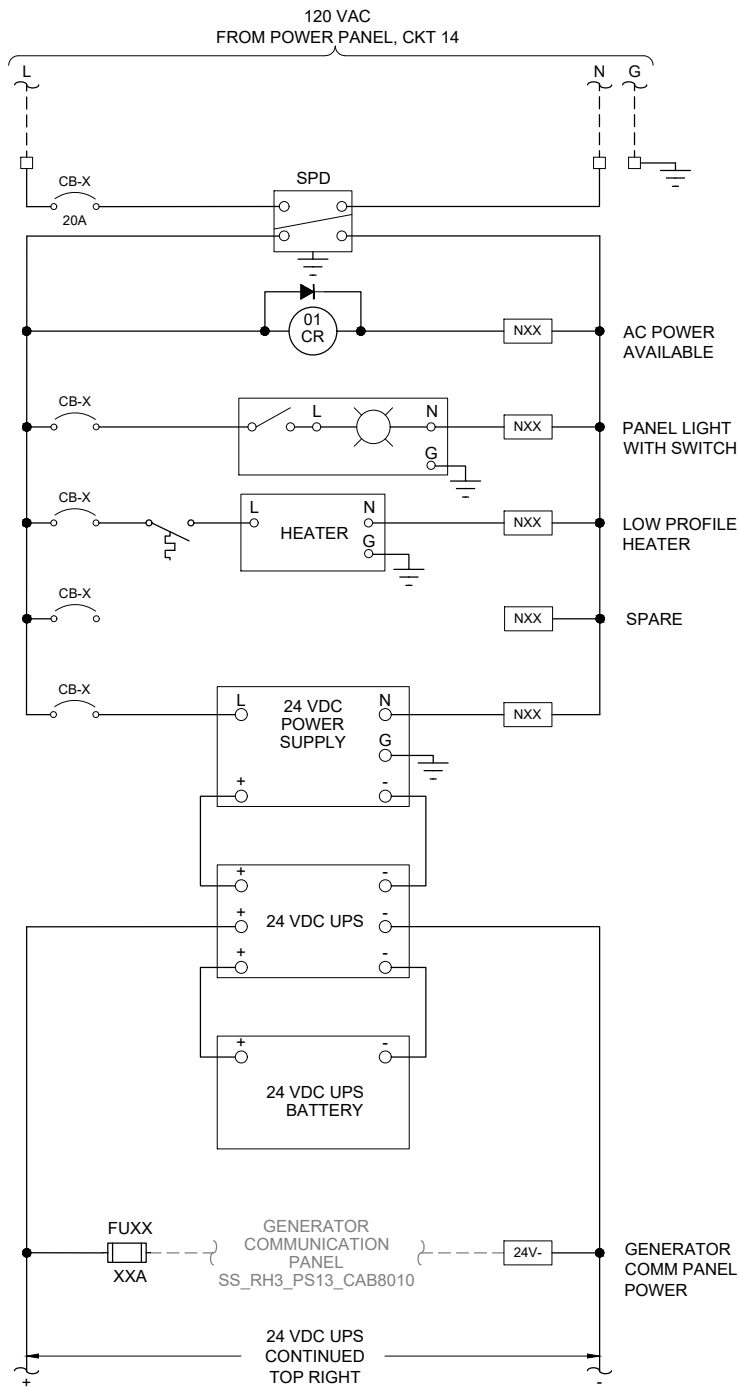 120 VAC
FROM POWER PANEL, CKT 14
L
N
G
CB-X
20A
SPD
01
CR
NXX
AC POWER
AVAILABLE
CB-X
L
N
G
NXX
PANEL LIGHT
WITH SWITCH
CB-X
L
HEATER
N
G
NXX
LOW PROFILE
HEATER
CB-X
NXX
SPARE
CB-X
L
24 VDC
POWER
SUPPLY
N
G
NXX
+
-
+
-
+
24 VDC UPS
-
+
-
+
-
24 VDC UPS
BATTERY
FUXX
XXA
GENERATOR
COMMUNICATION
PANEL
SS_RH3_PS13_CAB8010
24V-
GENERATOR
COMM PANEL
POWER
24 VDC UPS
CONTINUED
TOP RIGHT
+
-